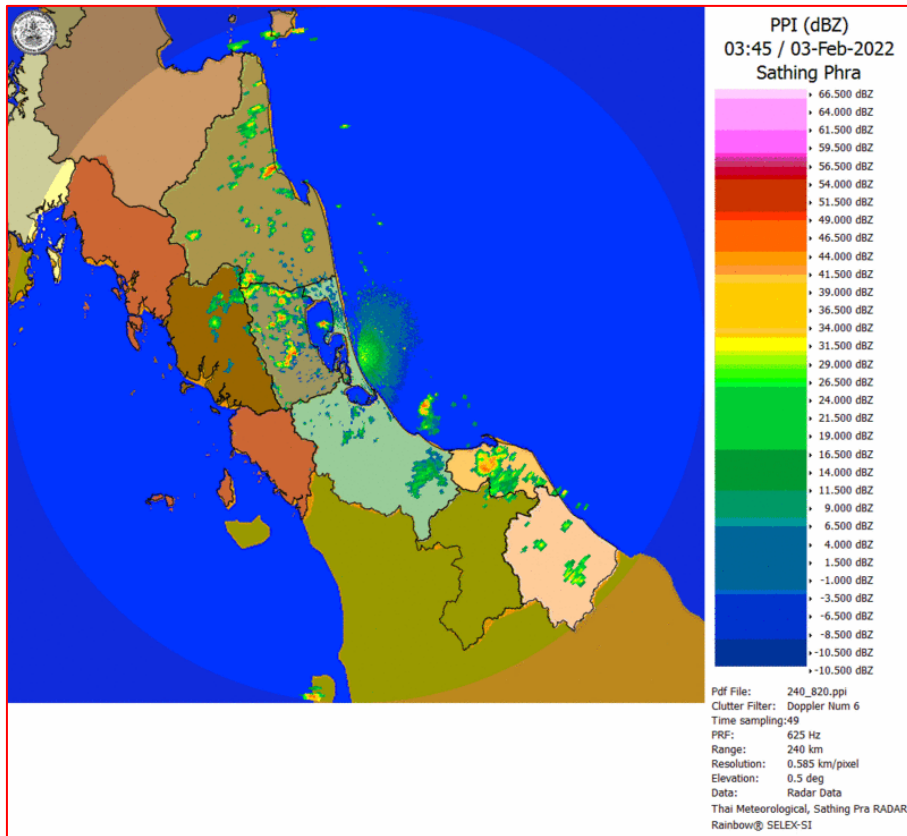 PPI (dBZ)
03:45 / 03-Feb-2022
Sathing Phra
66.500 dBZ
64.000 dBZ
61.500 dBZ
59.500 dBZ
56.500 dBZ
54.000 dBZ
51.500 dBZ
49.000 dBZ
46.500 dBZ
44.000 dBZ
41.500 dBZ
39.000 dBZ
36.500 dBZ
34.000 dBZ
31.500 dBZ
29.000 dBZ
26.500 dBZ
24.000 dBZ
21.500 dBZ
19.000 dBZ
16.500 dBZ
14.000 dBZ
11.500 dBZ
9.000 dBZ
6.500 dBZ
4.000 dBZ
1.500 dBZ
-1.000 dBZ
-3.500 dBZ
-6.500 dBZ
-8.500 dBZ
-10.500 dBZ
-10.500 dBZ
Pdf File: 240_820.ppi
Clutter Filter: Doppler Num 6
Time sampling:49
PRF: 625 Hz
Range: 240 km
Resolution: 0.585 km/pixel
Elevation: 0.5 deg
Data: Radar Data
Thai Meteorological, Sathing Pra RADAR
Rainbow® SELEX-SI